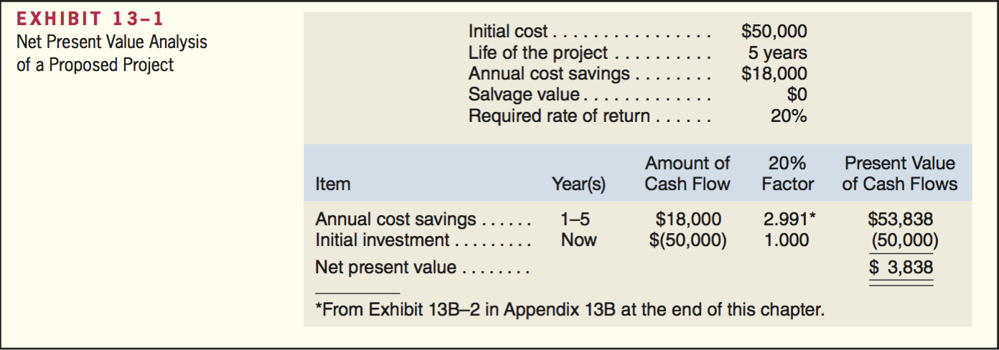 EXHIBIT 13–1
Net Present Value Analysis
of a Proposed Project
Initial cost . . . . . . . . . . . . . . . . $50,000
Life of the project . . . . . . . . . . 5 years
Annual cost savings . . . . . . . . $18,000
Salvage value . . . . . . . . . . . . . $0
Required rate of return . . . . . . 20%
Item Year(s) Amount of Cash Flow 20% Factor Present Value of Cash Flows
Annual cost savings . . . . . . 1–5 $18,000 2.991* $53,838
Initial investment . . . . . . . . . Now $(50,000) 1.000 (50,000)
Net present value . . . . . . . . $ 3,838
*From Exhibit 13B–2 in Appendix 13B at the end of this chapter.